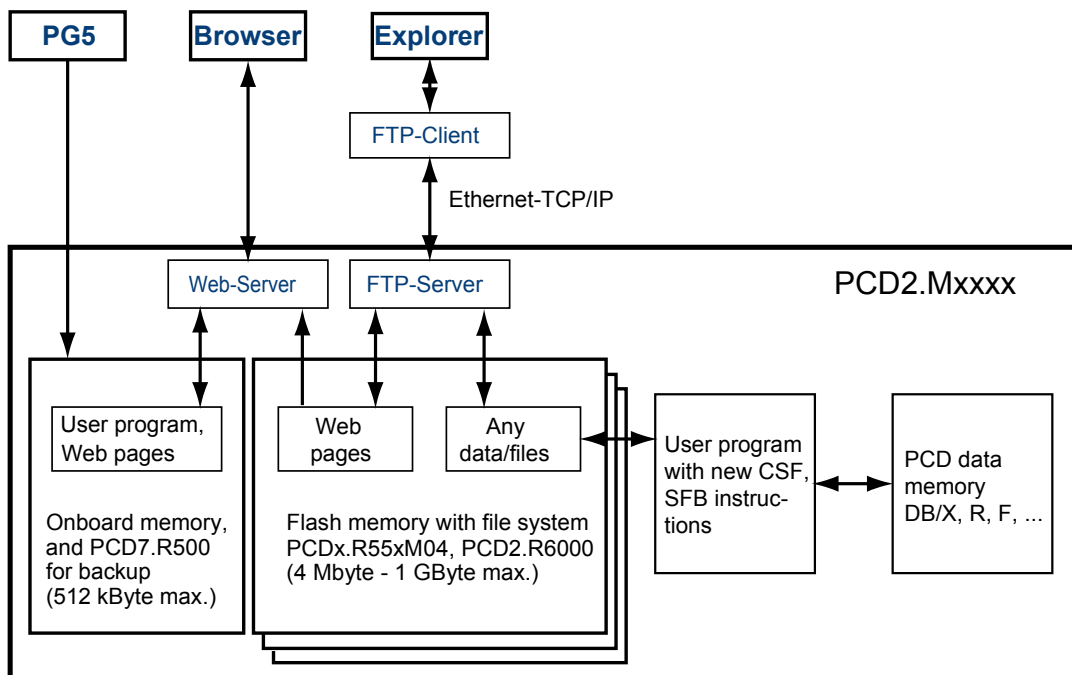 PG5
Browser
Explorer
FTP-Client
Ethernet-TCP/IP
Web-Server
FTP-Server
PCD2.Mxxxx
User program,
Web pages
Onboard memory,
and PCD7.R500
for backup
(512 kByte max.)
Web
pages
Any
data/files
Flash memory with file system
PCDx.R55xM04, PCD2.R6000
(4 Mbyte - 1 GByte max.)
User program
with new CSF,
SFB instruc-
tions
PCD data
memory
DB/X, R, F, ...